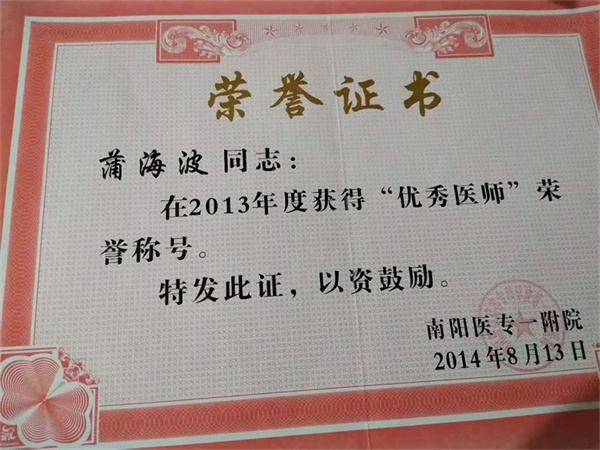 荣誉证书
蒲海波 同志：
在2013年度获得“优秀医师”荣
誉称号。
特发此证，以资鼓励。
南阳医专一附院
2014年8月13日